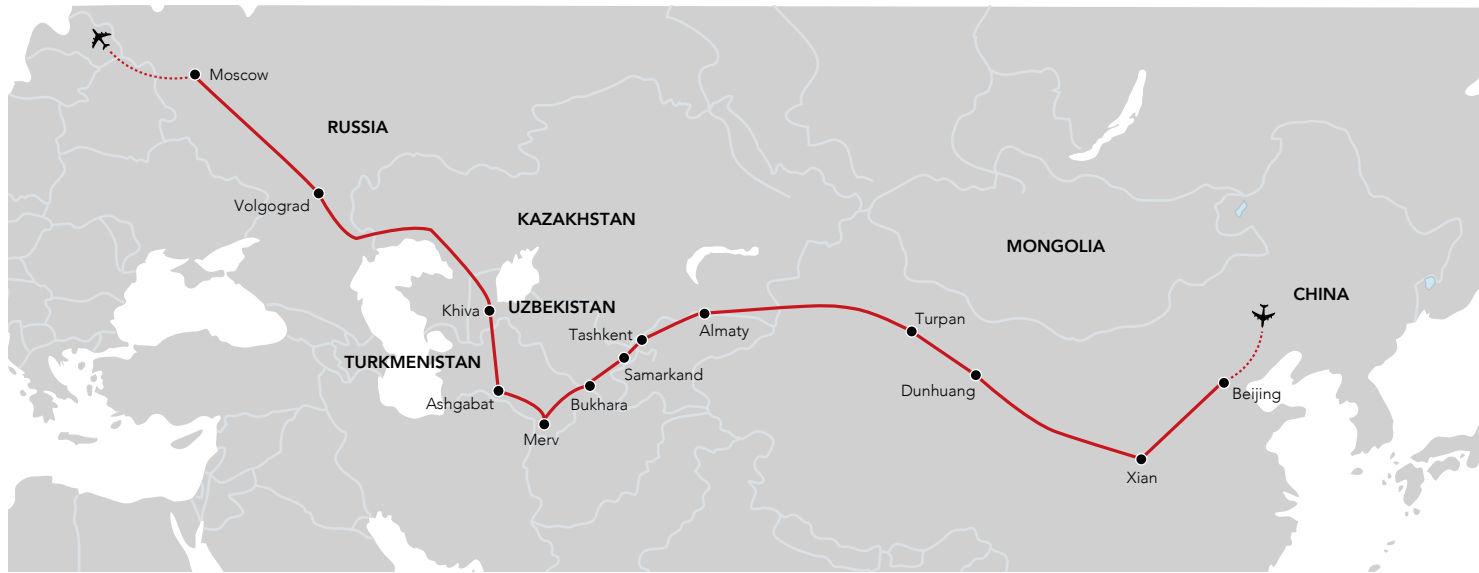 Moscow
RUSSIA
Volgograd
KAZAKHSTAN
MONGOLIA
CHINA
Khiva
UZBEKISTAN
Tashkent
Almaty
Turpan
TURKMENISTAN
Samarkand
Dunhuang
Beijing
Ashgabat
Bukhara
Merv
Xian